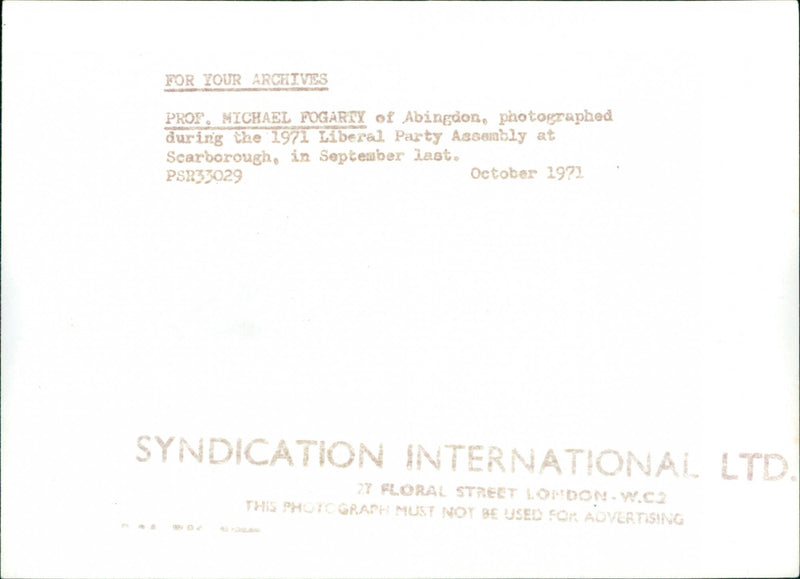 FOR YOUR ARCHIVES
PROF. MICHAEL FOGARTY of Abingdon, photographed
during the 1971 Liberal Party Assembly at
Scarborough, in September last.
PSR33029 October 1971
SYNDICATION INTERNATIONAL LTD.
27 FLORAL STREET LONDON - W.C2
THIS PHOTOGRAPH MUST NOT BE USED FOR ADVERTISING